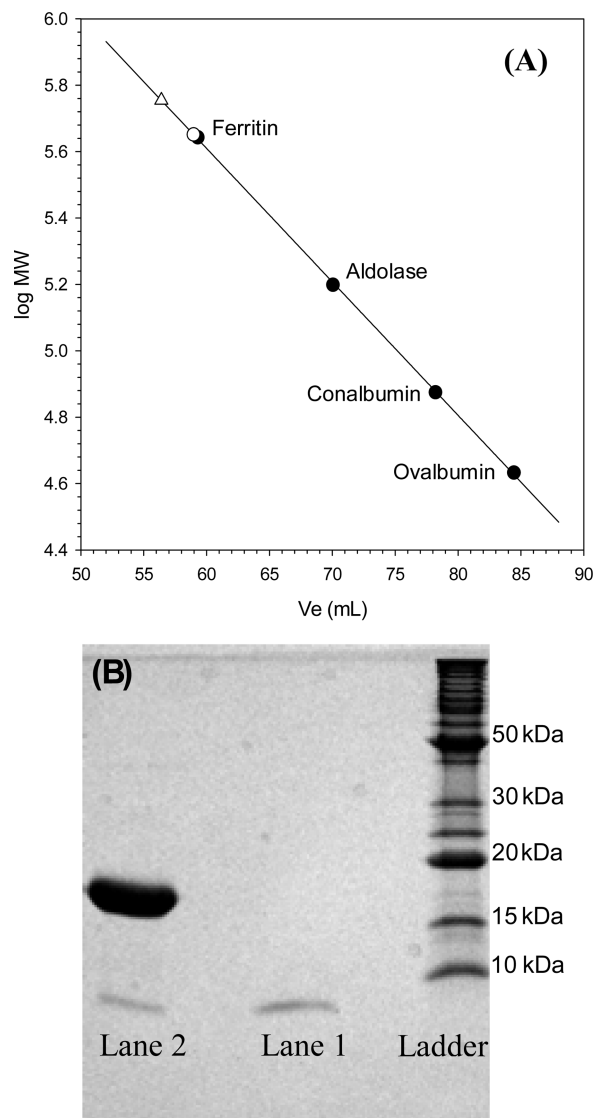 (A)
6.0
5.8
5.6
5.4
5.2
5.0
4.8
4.6
4.4
log MW
Ferritin
Aldolase
Conalbumin
Ovalbumin
50 55 60 65 70 75 80 85 90
Ve (mL)
(B)
50 kDa
30 kDa
20 kDa
15 kDa
10 kDa
Lane 2 Lane 1 Ladder